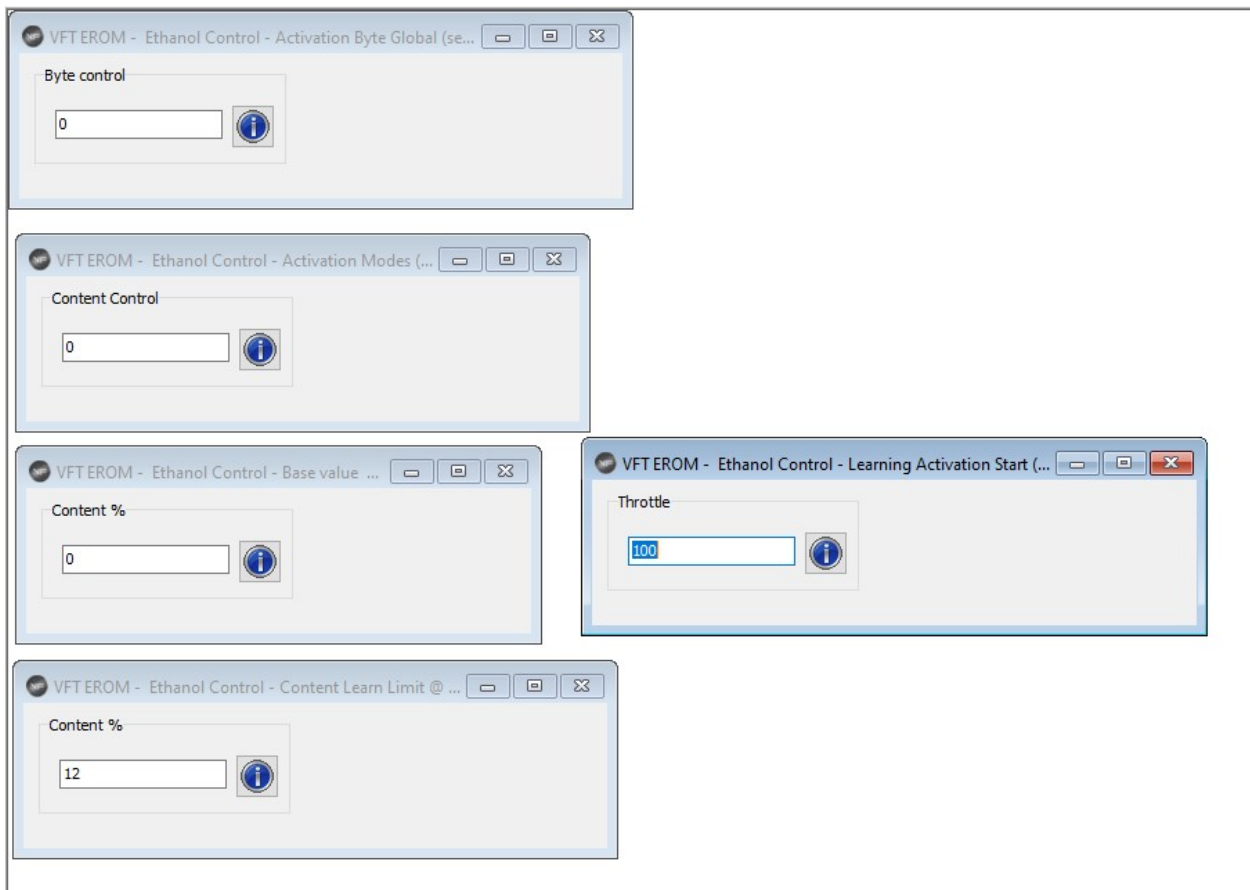 VFT EROM - Ethanol Control - Activation Byte Global (se...
Byte control
0
VFT EROM - Ethanol Control - Activation Modes (...
Content Control
0
VFT EROM - Ethanol Control - Base value ...
Content %
0
VFT EROM - Ethanol Control - Learning Activation Start (...
Throttle
100
VFT EROM - Ethanol Control - Content Learn Limit @ ...
Content %
12